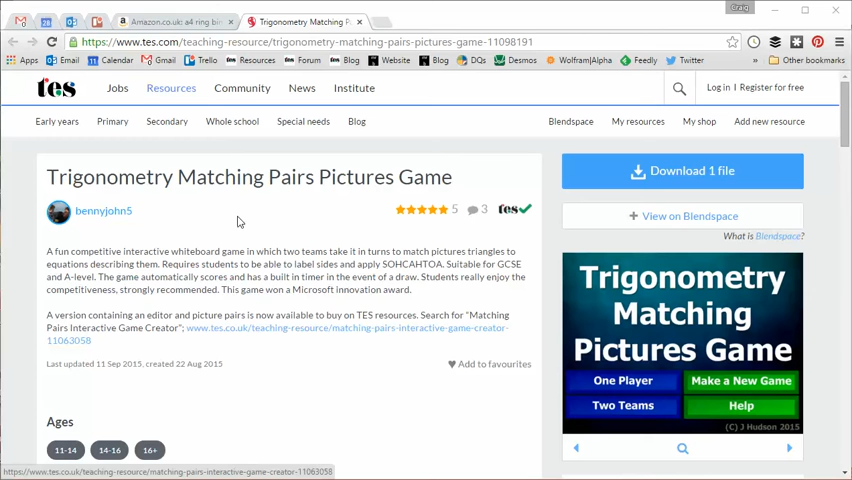 Craig
Amazon.co.uk: a4 ring bin
Trigonometry Matching P
https://www.tes.com/teaching-resource/trigonometry-matching-pairs-pictures-game-11098191
Apps Email Calendar Gmail Trello Resources Forum Blog Website Blog DQs Desmos Wolfram|Alpha Feedly Twitter » Other bookmarks
tes Jobs Resources Community News Institute Log in | Register for free
Early years Primary Secondary Whole school Special needs Blog Blendspace My resources My shop Add new resource
Trigonometry Matching Pairs Pictures Game
bennyjohn5 5 3 tes
A fun competitive interactive whiteboard game in which two teams take it in turns to match pictures triangles to
equations describing them. Requires students to be able to label sides and apply SOHCAHTOA. Suitable for GCSE
and A-level. The game automatically scores and has a built in timer in the event of a draw. Students really enjoy the
competitiveness, strongly recommended. This game won a Microsoft innovation award.
A version containing an editor and picture pairs is now available to buy on TES resources. Search for "Matching
Pairs Interactive Game Creator"; www.tes.co.uk/teaching-resource/matching-pairs-interactive-game-creator-
11063058
Last updated 11 Sep 2015, created 22 Aug 2015 Add to favourites
Ages
11-14 14-16 16+
Download 1 file
+ View on Blendspace
What is Blendspace?
Trigonometry
Matching
Pictures Game
One Player Make a New Game
Two Teams Help
(C) J Hudson 2015
https://www.tes.co.uk/teaching-resource/matching-pairs-interactive-game-creator-11063058